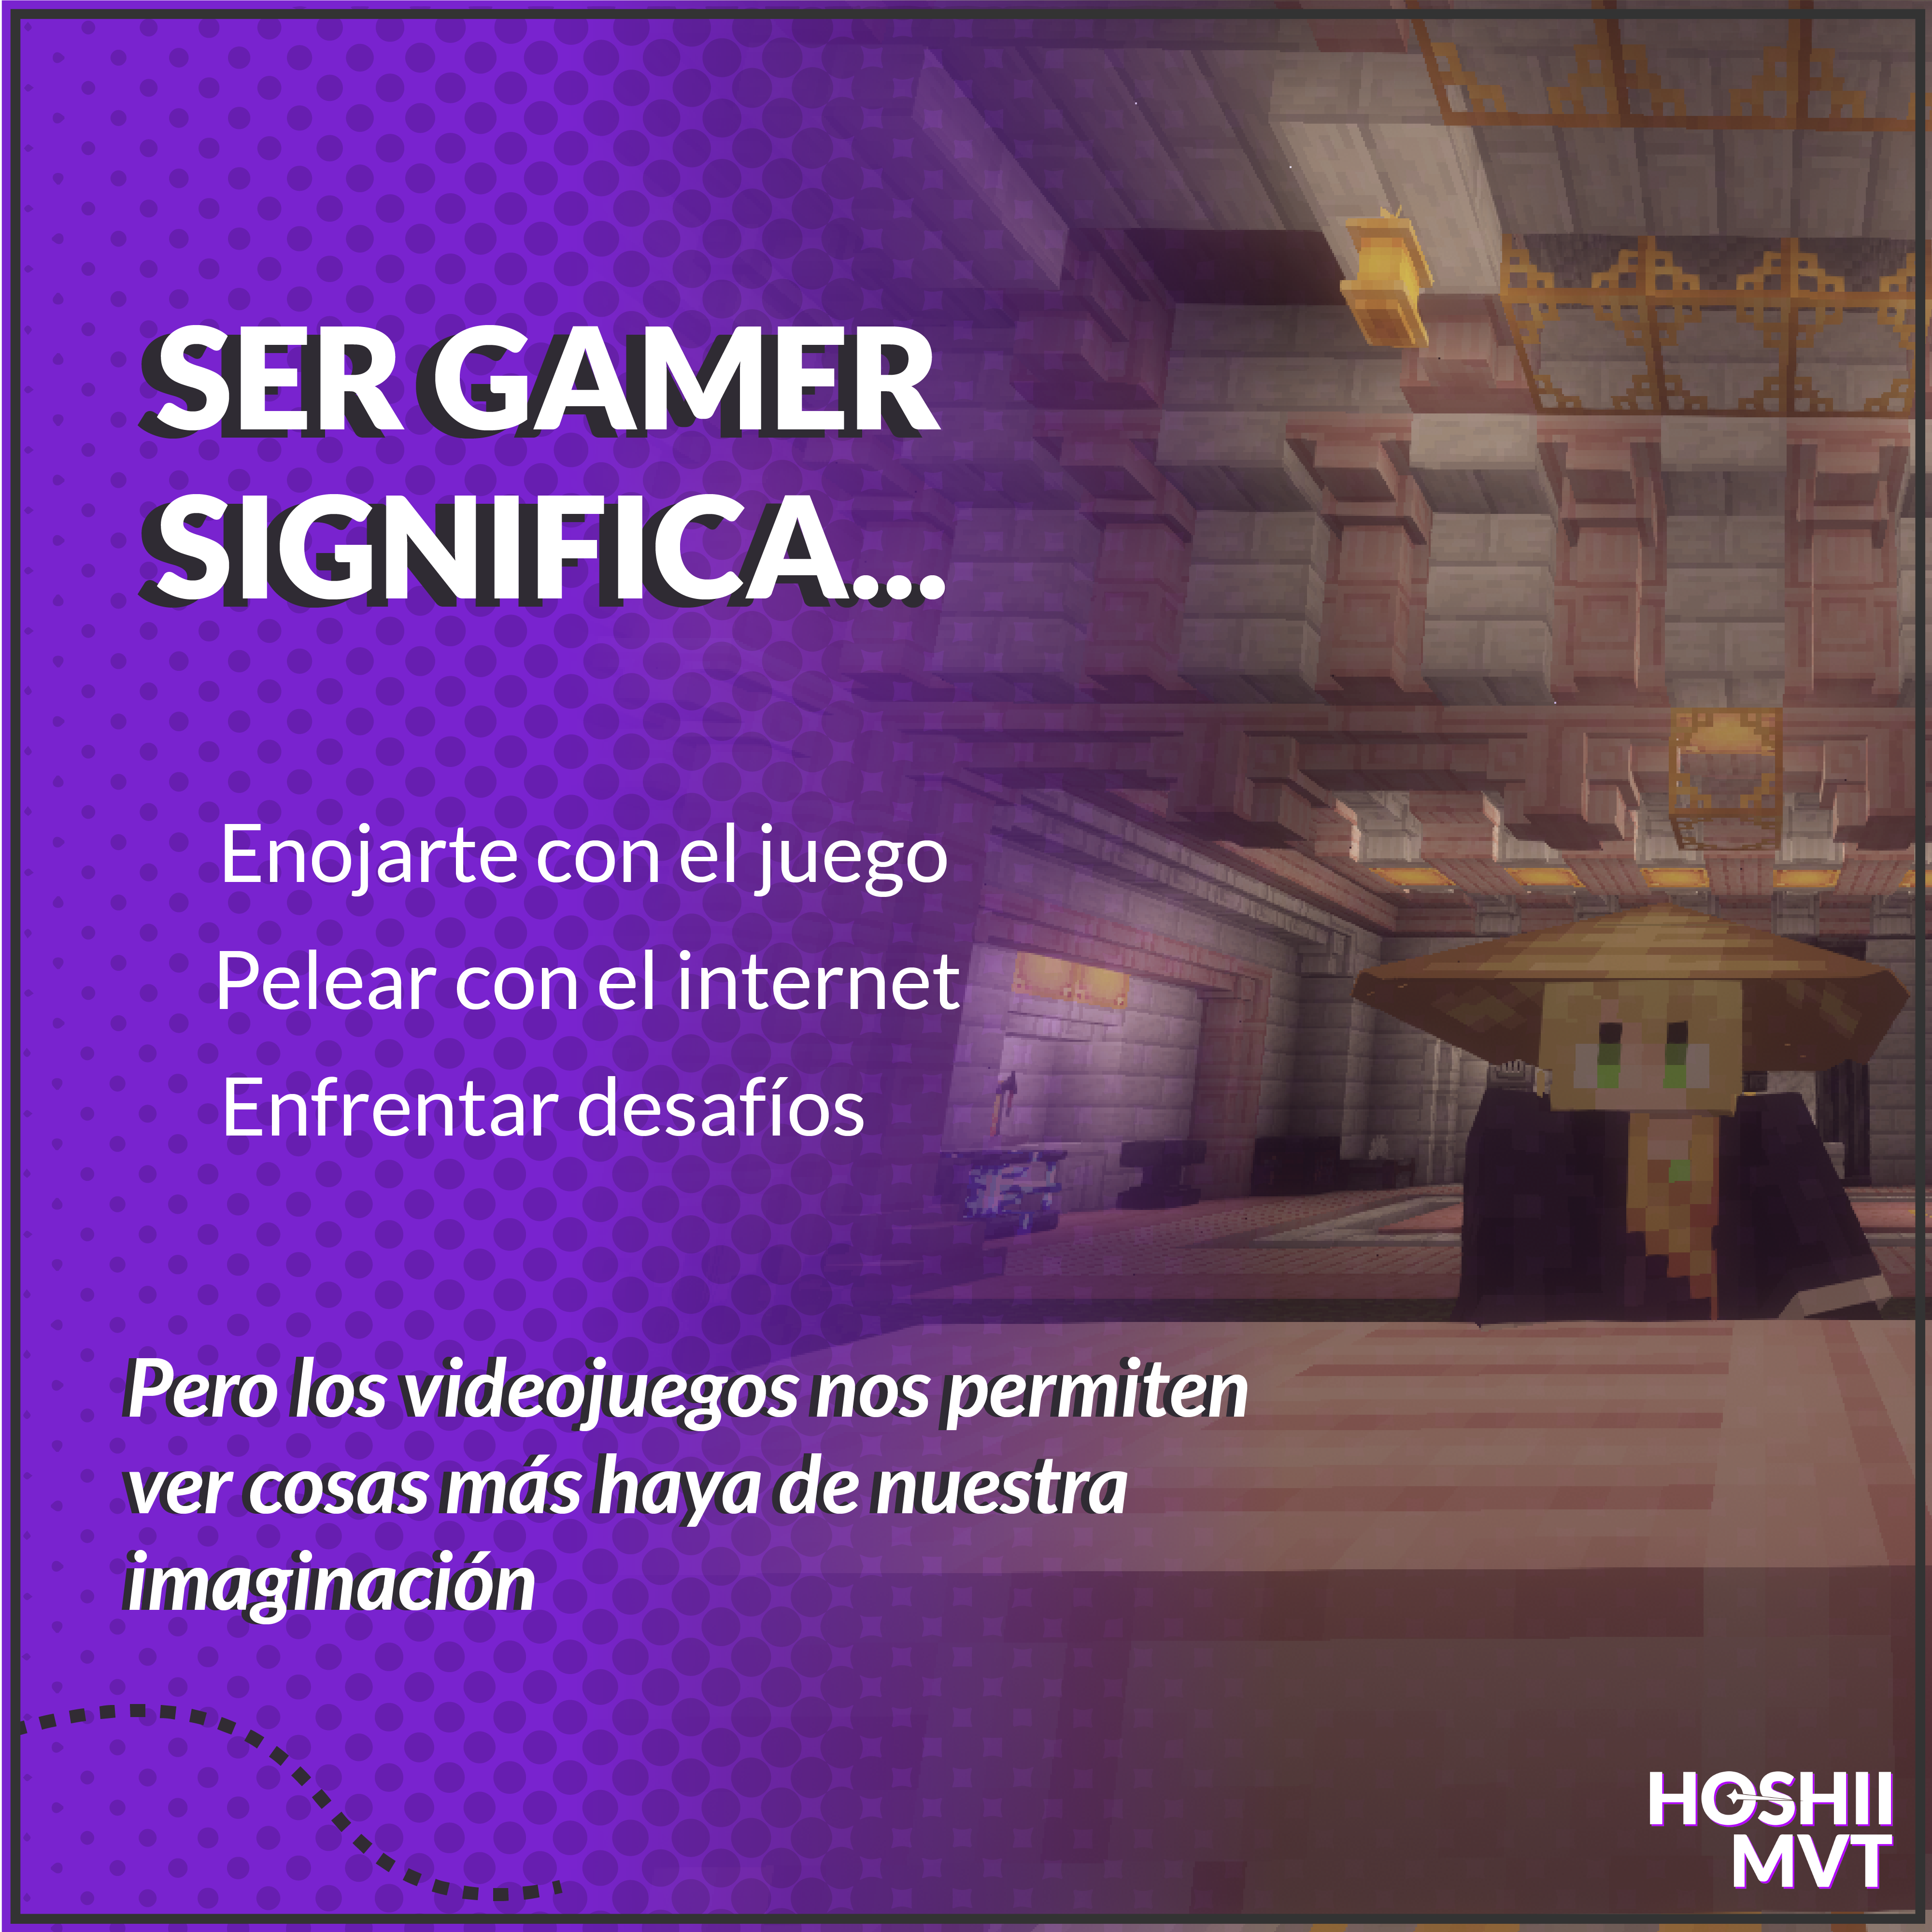 SER GAMER
SIGNIFICA...
Enojarte con el juego
Pelear con el internet
Enfrentar desafíos
Pero los videojuegos nos permiten
ver cosas más haya de nuestra
imaginación
HOSHII
MVT